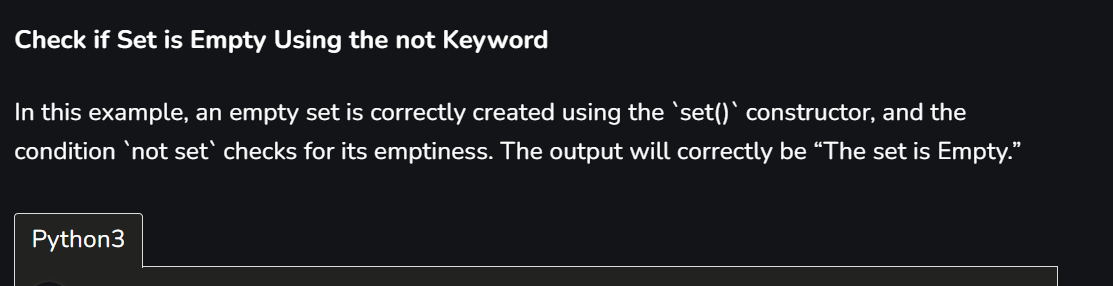 Check if Set is Empty Using the not Keyword
In this example, an empty set is correctly created using the `set()` constructor, and the
condition `not set` checks for its emptiness. The output will correctly be “The set is Empty.”
Python3